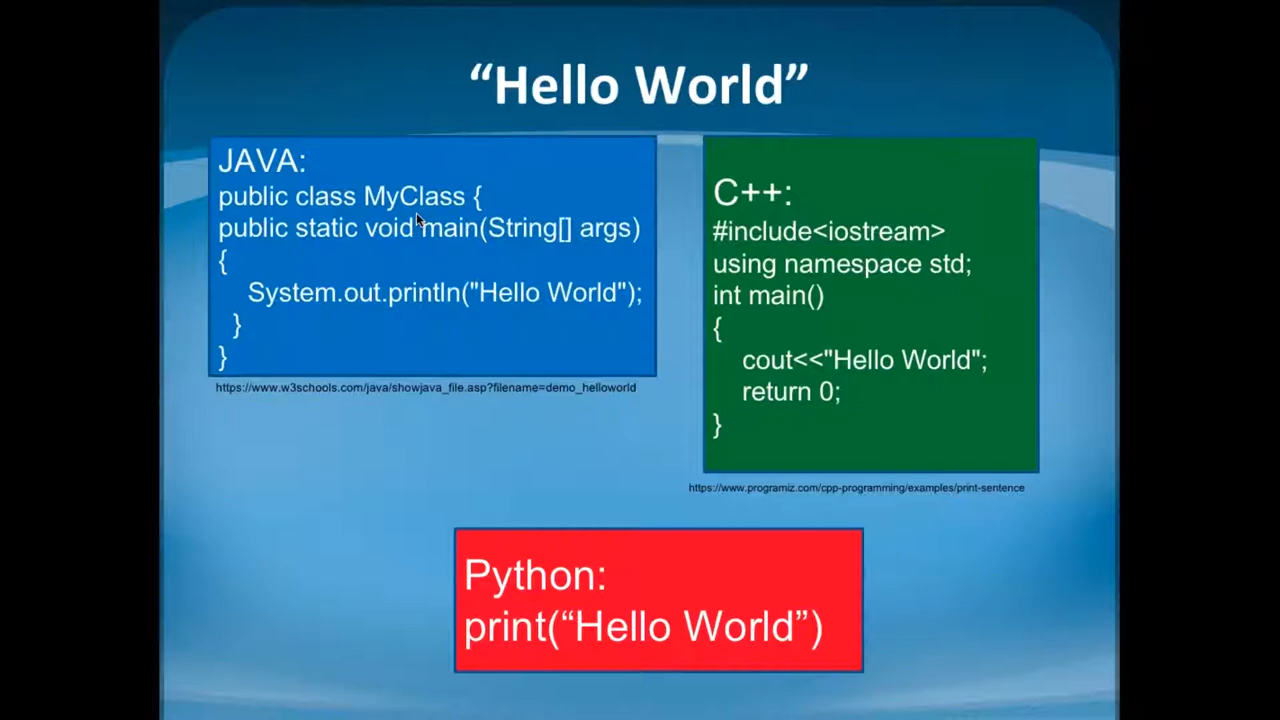 “Hello World”
JAVA:
public class MyClass {
public static void main(String[] args)
{
System.out.println("Hello World");
}
}
https://www.w3schools.com/java/showjava_file.asp?filename=demo_helloworld
C++:
#include<iostream>
using namespace std;
int main()
{
cout<<"Hello World";
return 0;
}
https://www.programiz.com/cpp-programming/examples/print-sentence
Python:
print(“Hello World”)